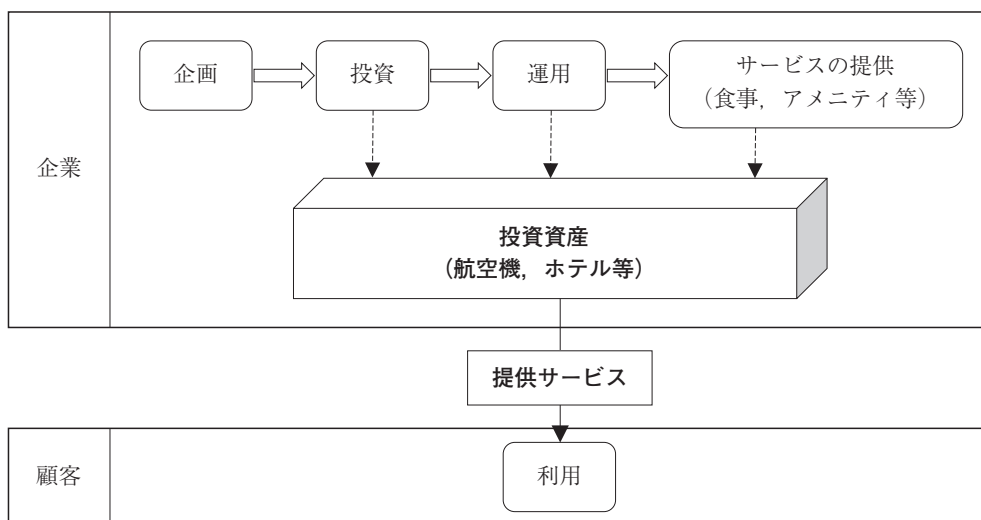 企業
企画
投資
運用
サービスの提供
（食事，アメニティ等）
投資資産
（航空機，ホテル等）
提供サービス
顧客
利用